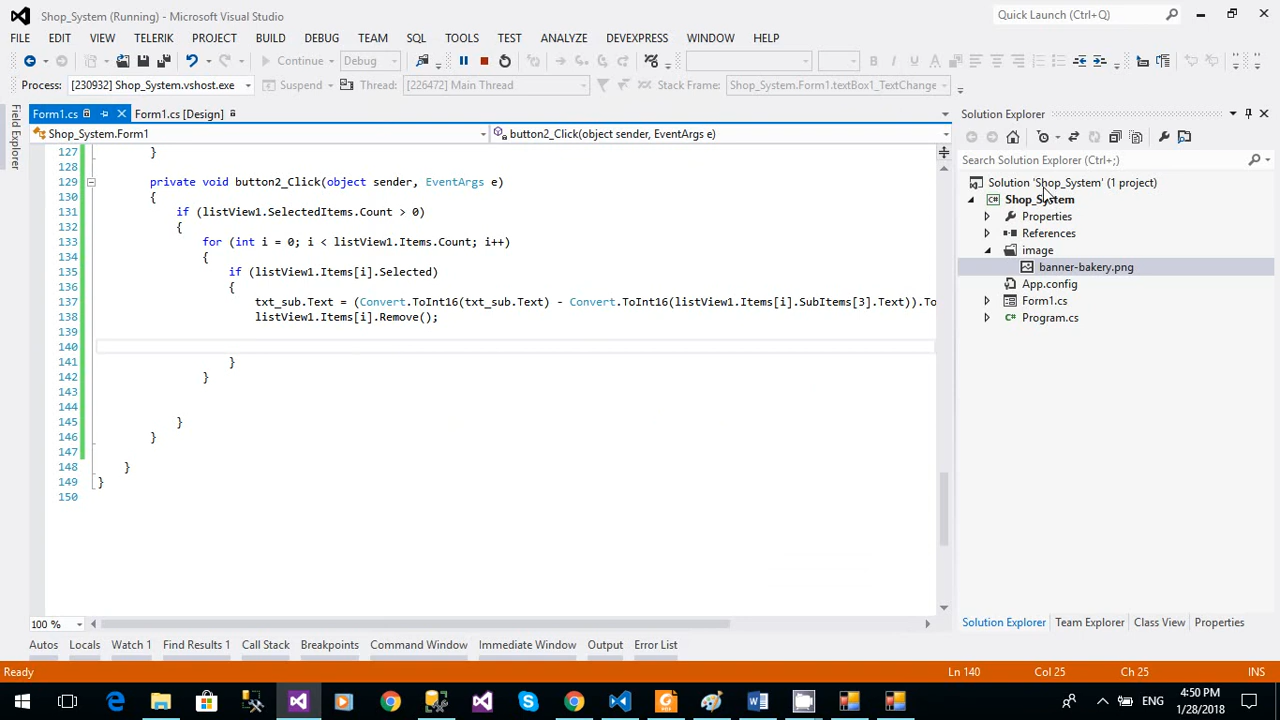 Shop_System (Running) - Microsoft Visual Studio
Quick Launch (Ctrl+Q)
FILE EDIT VIEW TELERIK PROJECT BUILD DEBUG TEAM SQL TOOLS TEST ANALYZE DEVEXPRESS WINDOW HELP
Continue Debug
Process: [230932] Shop_System.vshost.exe Suspend Thread: [226472] Main Thread Stack Frame: Shop_System.Form1.textBox1_TextChange
Field Explorer
Form1.cs Form1.cs [Design]
Shop_System.Form1 button2_Click(object sender, EventArgs e)
127 }
128
129 private void button2_Click(object sender, EventArgs e)
130 {
131 if (listView1.SelectedItems.Count > 0)
132 {
133 for (int i = 0; i < listView1.Items.Count; i++)
134 {
135 if (listView1.Items[i].Selected)
136 {
137 txt_sub.Text = (Convert.ToInt16(txt_sub.Text) - Convert.ToInt16(listView1.Items[i].SubItems[3].Text)).To
138 listView1.Items[i].Remove();
139
140
141 }
142 }
143
144
145 }
146 }
147
148 }
149 }
150
100 %
Solution Explorer
Search Solution Explorer (Ctrl+;)
Solution 'Shop_System' (1 project)
Shop_System
Properties
References
image
banner-bakery.png
App.config
Form1.cs
Program.cs
Solution Explorer Team Explorer Class View Properties
Autos Locals Watch 1 Find Results 1 Call Stack Breakpoints Command Window Immediate Window Output Error List
Ready Ln 140 Col 25 Ch 25 INS
ENG
4:50 PM
1/28/2018